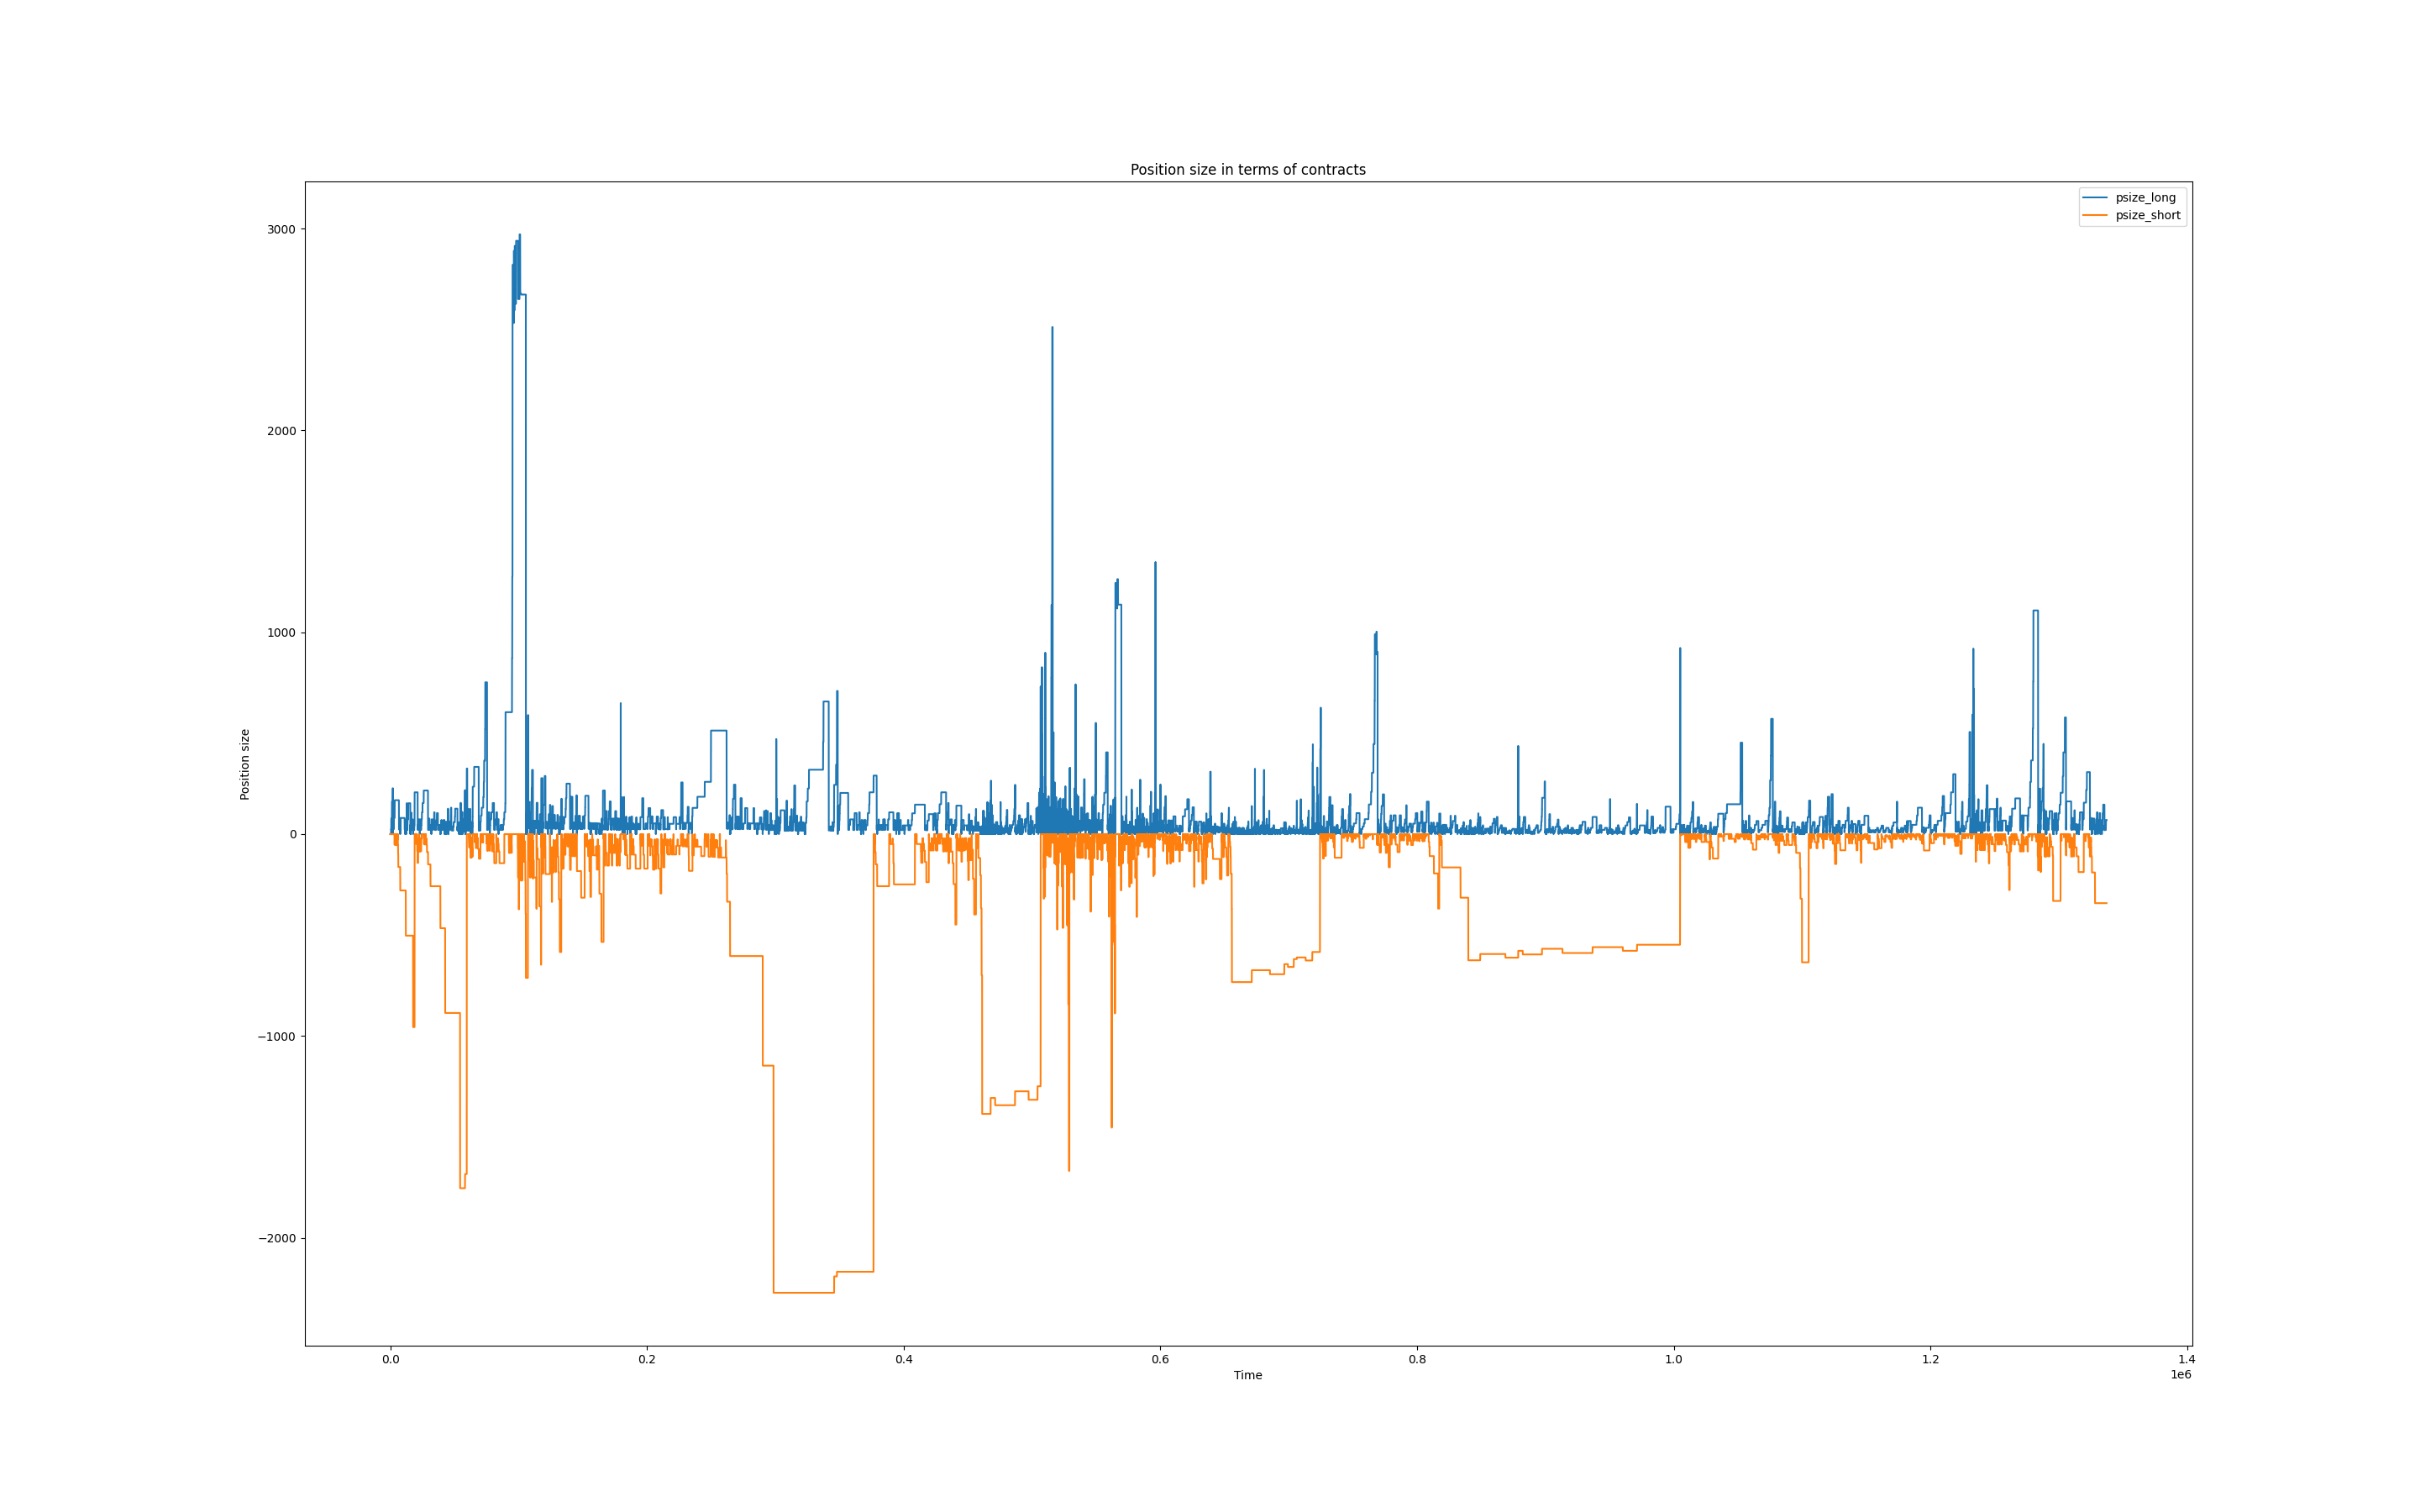 Position size in terms of contracts
psize_long
psize_short
3000
2000
1000
0
−1000
−2000
Position size
0.0
0.2
0.4
0.6
0.8
1.0
1.2
1.4
Time
1e6